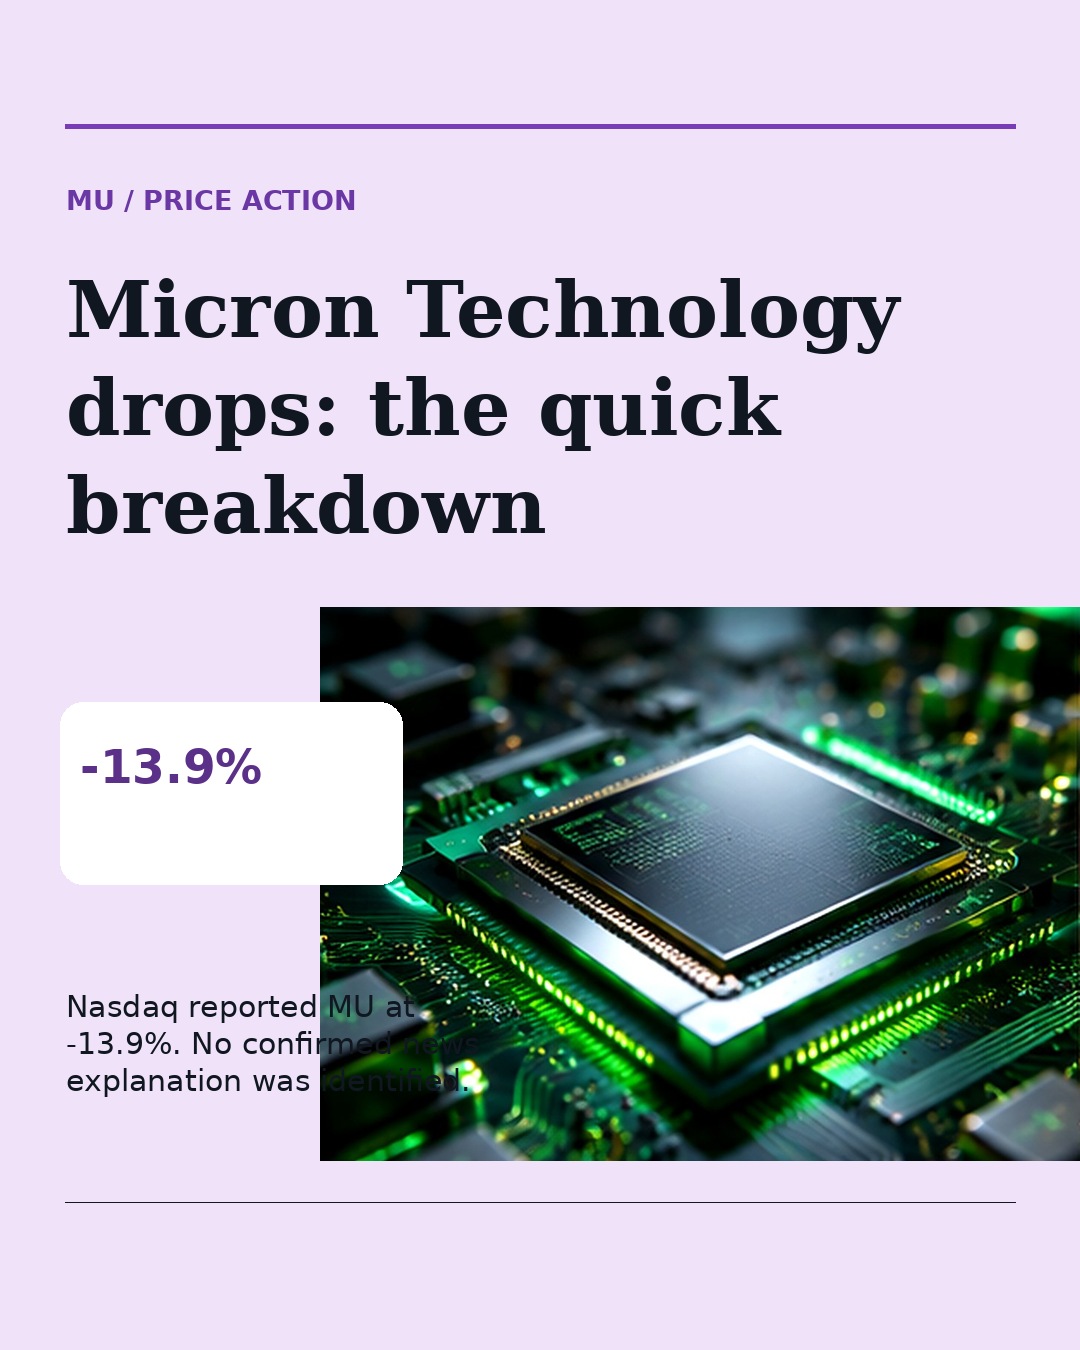 MU / PRICE ACTION
Micron Technology
drops: the quick
breakdown
-13.9%
Nasdaq reported MU at
-13.9%. No confirmed news
explanation was identified.